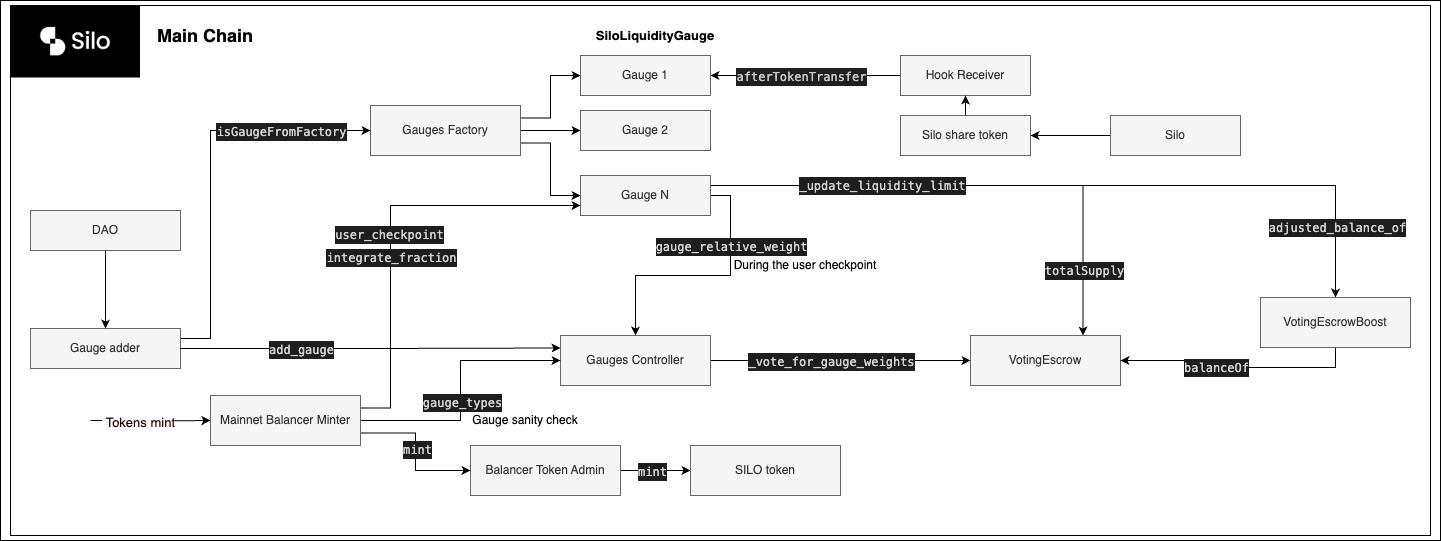 Silo
Main Chain
SiloLiquidityGauge
Gauge 1
afterTokenTransfer
Hook Receiver
isGaugeFromFactory
Gauges Factory
Gauge 2
Silo share token
Silo
Gauge N
_update_liquidity_limit
DAO
user_checkpoint
integrate_fraction
gauge_relative_weight
During the user checkpoint
adjusted_balance_of
totalSupply
VotingEscrowBoost
Gauge adder
add_gauge
Gauges Controller
_vote_for_gauge_weights
VotingEscrow
balanceOf
gauge_types
Gauge sanity check
Tokens mint
Mainnet Balancer Minter
mint
Balancer Token Admin
mint
SILO token